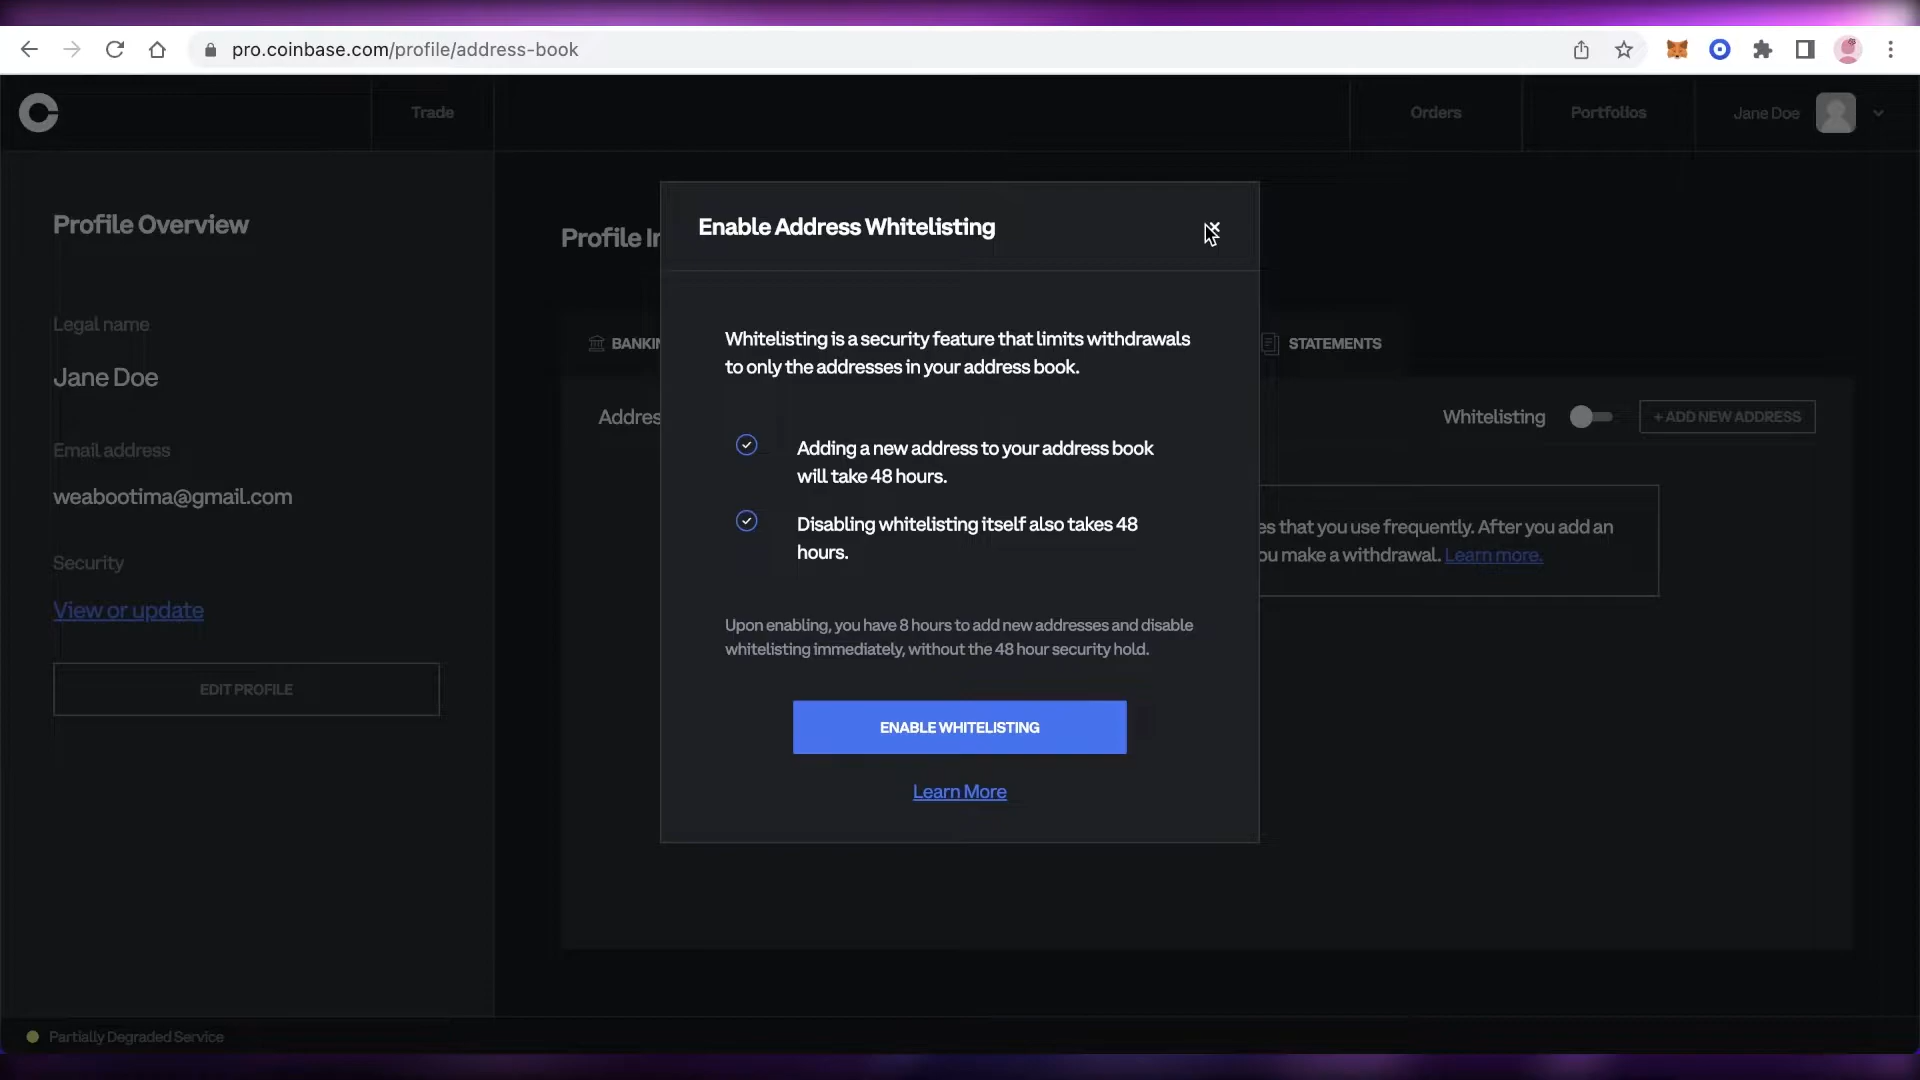 pro.coinbase.com/profile/address-book
Trade
Orders
Portfolios
Jane Doe
Profile Overview
Legal name
Jane Doe
Email address
weabootima@gmail.com
Security
View or update
EDIT PROFILE
Profile
Enable Address Whitelisting
Whitelisting is a security feature that limits withdrawals
to only the addresses in your address book.
Adding a new address to your address book
will take 48 hours.
Disabling whitelisting itself also takes 48
hours.
Upon enabling, you have 8 hours to add new addresses and disable
whitelisting immediately, without the 48 hour security hold.
ENABLE WHITELISTING
Learn More
BANKIN
STATEMENTS
Addres
Whitelisting
+ ADD NEW ADDRESS
es that you use frequently. After you add an
ou make a withdrawal. Learn more.
Partially Degraded Service